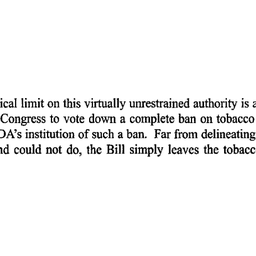 ical limit on this virtually unrestrained authority is a
Congress to vote down a complete ban on tobacco
DA's institution of such a ban. Far from delineating
nd could not do, the Bill simply leaves the tobacc